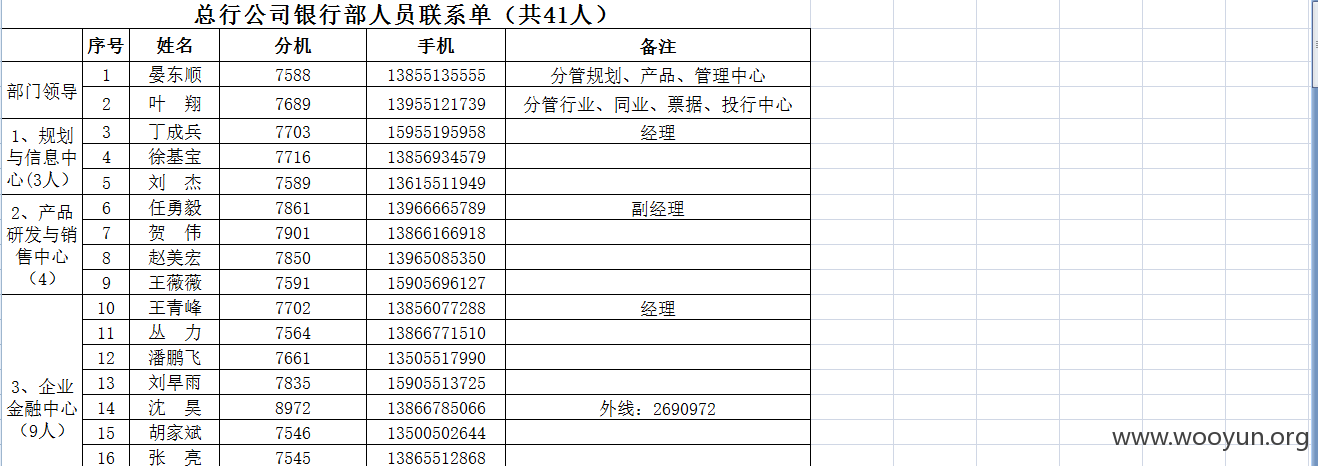 总行公司银行部人员联系单（共41人）
序号 姓名 分机 手机 备注
部门领导
1 晏东顺 7588 13855135555 分管规划、产品、管理中心
2 叶 翔 7689 13955121739 分管行业、同业、票据、投行中心
1、规划与信息中心(3人）
3 丁成兵 7703 15955195958 经理
4 徐基宝 7716 13856934579
5 刘 杰 7589 13615511949
2、产品研发与销售中心（4）
6 任勇毅 7861 13966665789 副经理
7 贺 伟 7901 13866166918
8 赵美宏 7850 13965085350
9 王薇薇 7591 15905696127
3、企业金融中心（9人）
10 王青峰 7702 13856077288 经理
11 丛 力 7564 13866771510
12 潘鹏飞 7661 13505517990
13 刘旱雨 7835 15905513725
14 沈 昊 8972 13866785066 外线：2690972
15 胡家斌 7546 13500502644
16 张 亮 7545 13865512868
www.wooyun.org